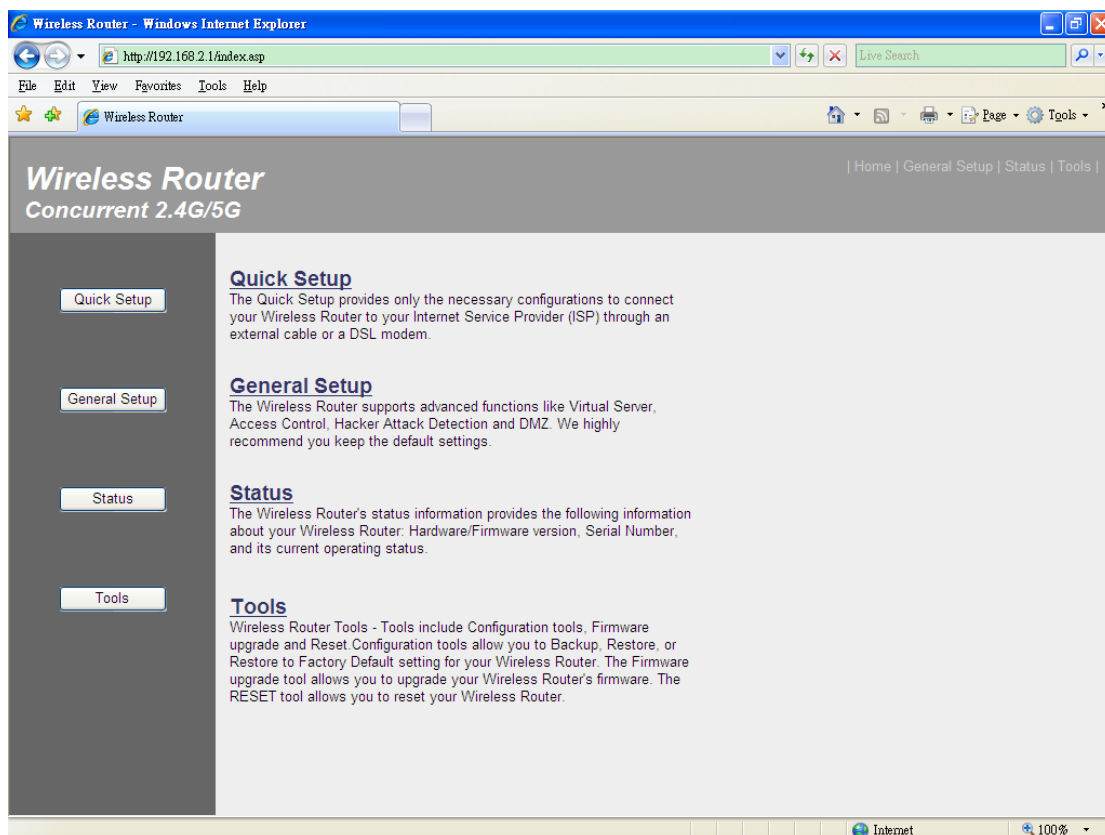 Wireless Router - Windows Internet Explorer
http://192.168.2.1/index.asp
Live Search
File Edit View Favorites Tools Help
Wireless Router
Page
Tools
Wireless Router
Concurrent 2.4G/5G
| Home | General Setup | Status | Tools |
Quick Setup
Quick Setup
The Quick Setup provides only the necessary configurations to connect
your Wireless Router to your Internet Service Provider (ISP) through an
external cable or a DSL modem.
General Setup
General Setup
The Wireless Router supports advanced functions like Virtual Server,
Access Control, Hacker Attack Detection and DMZ. We highly
recommend you keep the default settings.
Status
Status
The Wireless Router's status information provides the following information
about your Wireless Router: Hardware/Firmware version, Serial Number,
and its current operating status.
Tools
Tools
Wireless Router Tools - Tools include Configuration tools, Firmware
upgrade and Reset.Configuration tools allow you to Backup, Restore, or
Restore to Factory Default setting for your Wireless Router. The Firmware
upgrade tool allows you to upgrade your Wireless Router's firmware. The
RESET tool allows you to reset your Wireless Router.
Internet
100%